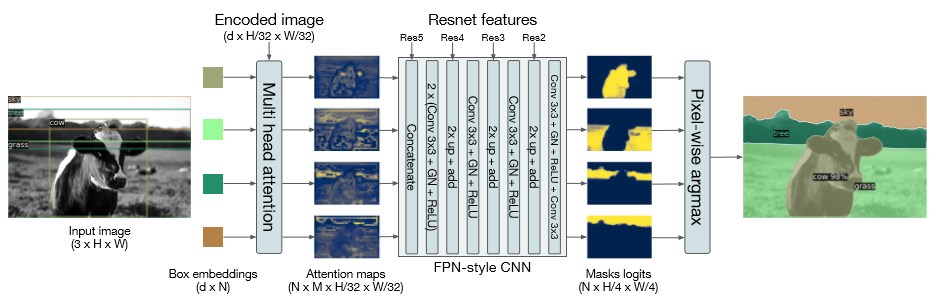 Encoded image
(d x H/32 x W/32)
Resnet features
Res5
Res4
Res3
Res2
sky
tree
cow
grass
Input image
(3 x H x W)
Box embeddings
(d x N)
Multi head attention
Attention maps
(N x M x H/32 x W/32)
Concatenate
2 x (Conv 3x3 + GN + ReLU)
2x up + add
Conv 3x3 + GN + ReLU
2x up + add
Conv 3x3 + GN + ReLU
2x up + add
Conv 3x3 + GN + ReLU + Conv 3x3
FPN-style CNN
Masks logits
(N x H/4 x W/4)
Pixel-wise argmax
sky
tree
cow 98%
grass